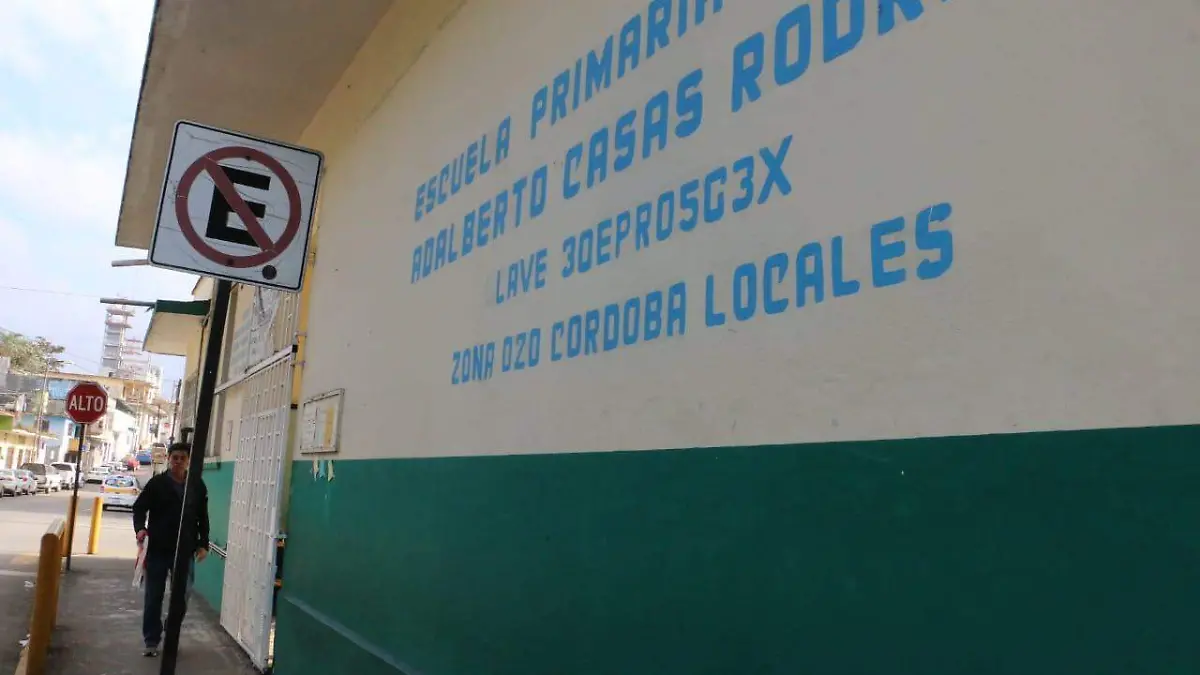 ESCUELA PRIMARIA
ADALBERTO CASAS
LAVE 30EPR05G3X
ZONA 020 CORDOBA LOCALES
E
ALTO